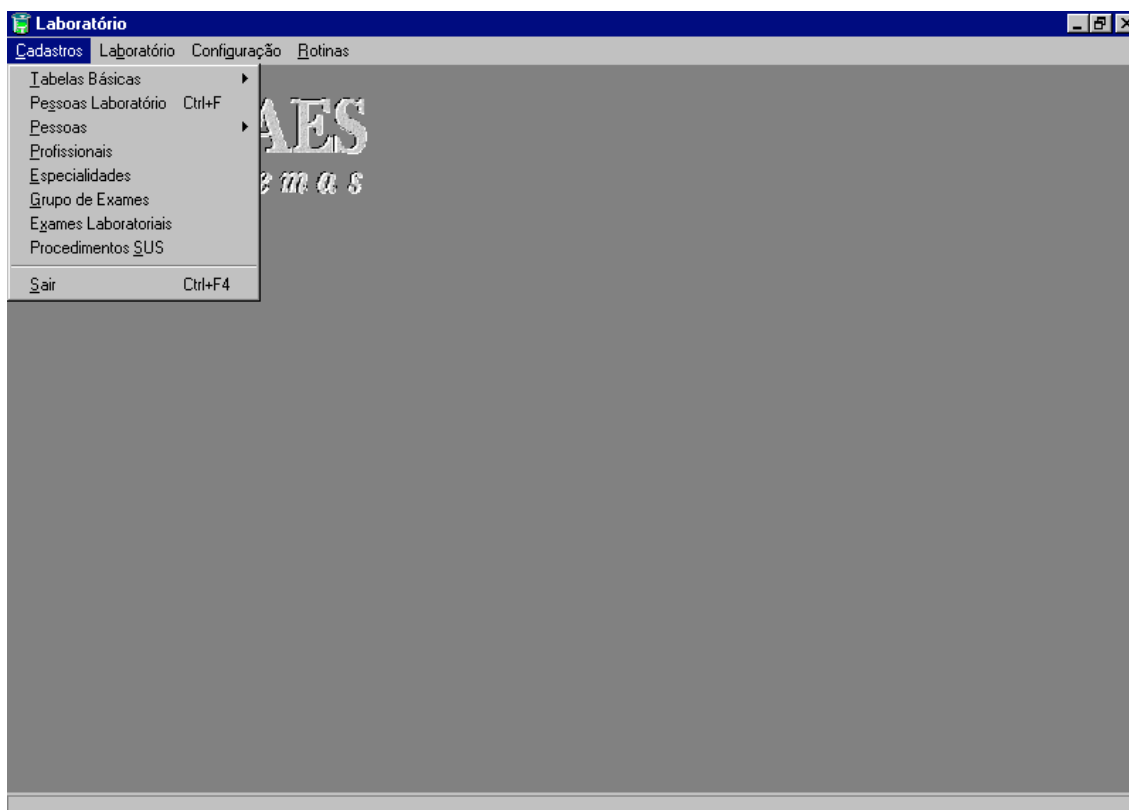 Laboratório
Cadastros Laboratório Configuração Rotinas
Tabelas Básicas
Pessoas Laboratório Ctrl+F
Pessoas
Profissionais
Especialidades
Grupo de Exames
Exames Laboratoriais
Procedimentos SUS
Sair Ctrl+F4